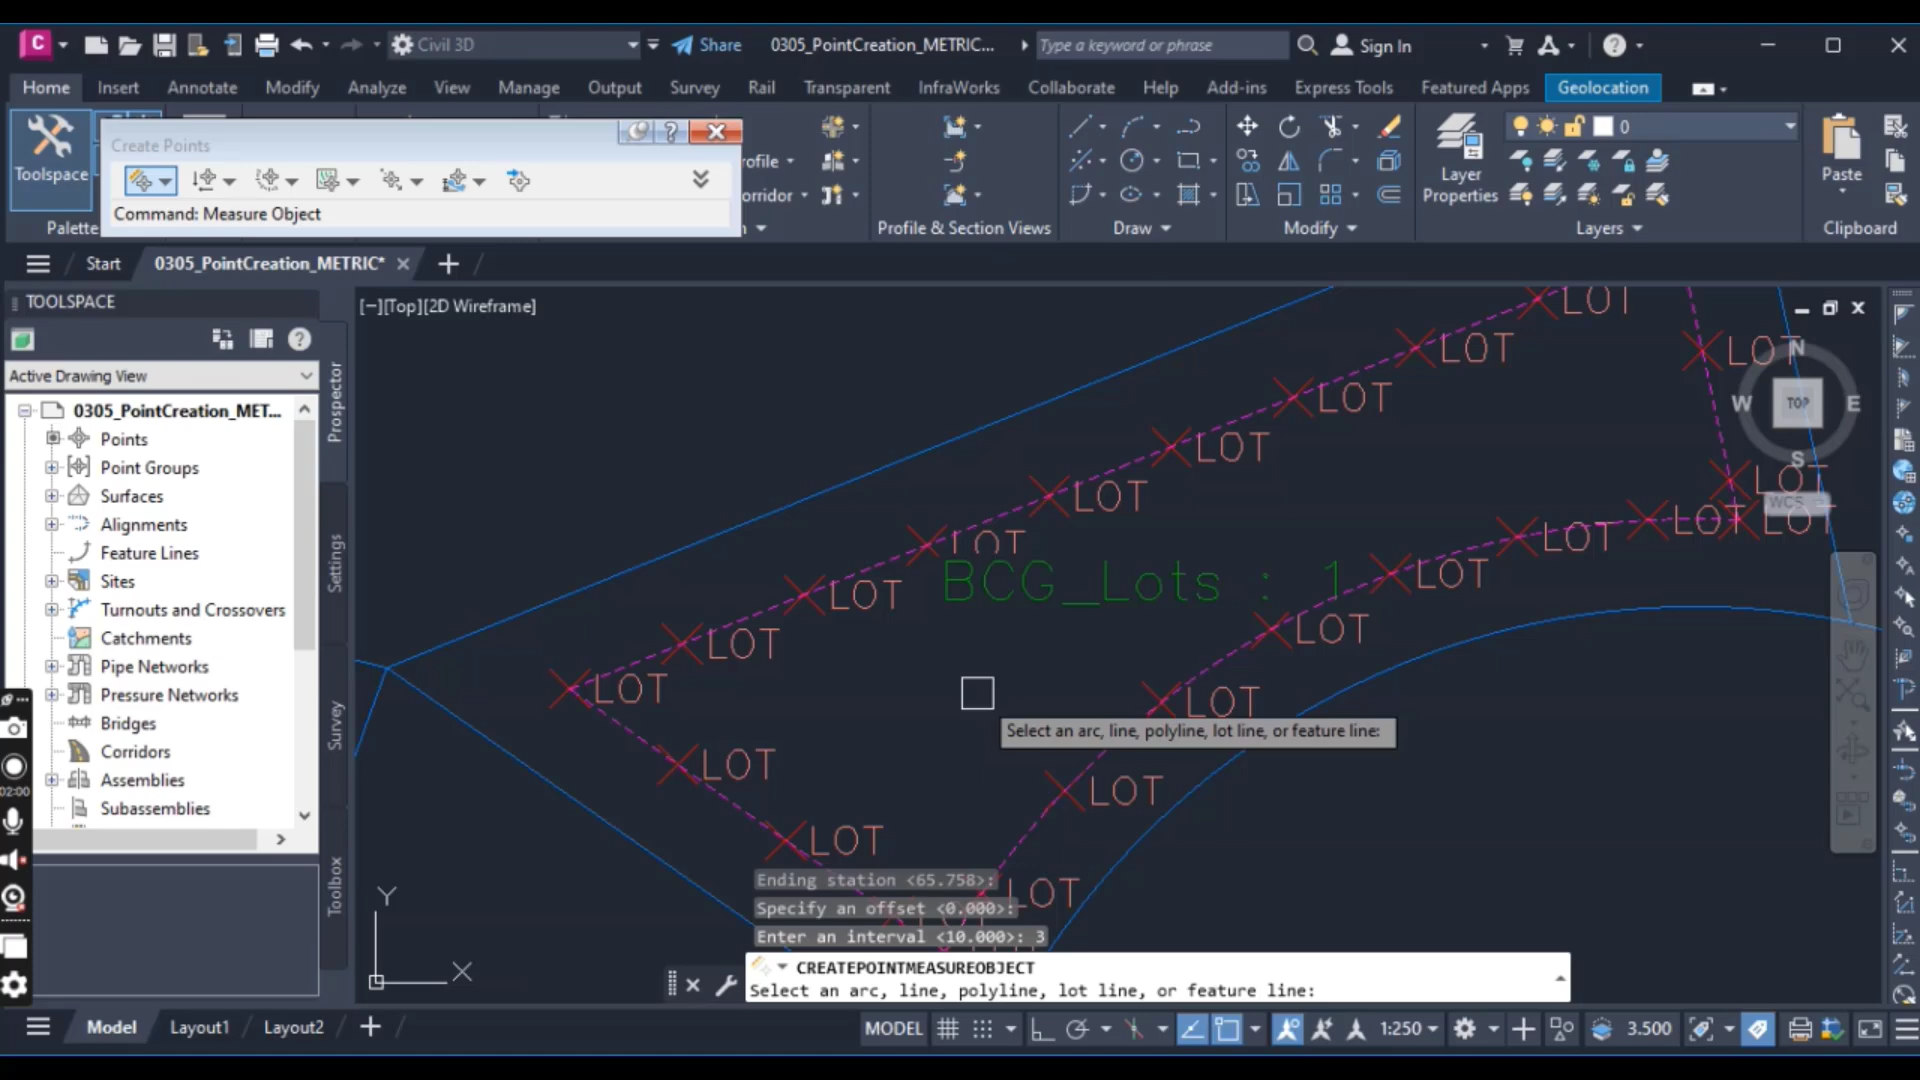 C
Civil 3D
Share
0305_PointCreation_METRIC...
Type a keyword or phrase
Sign In
Home Insert Annotate Modify Analyze View Manage Output Survey Rail Transparent InfraWorks Collaborate Help Add-ins Express Tools Featured Apps Geolocation
Toolspace
Create Points
Command: Measure Object
rofile
orridor
0
Layer
Properties
Paste
Palette
Profile & Section Views
Draw
Modify
Layers
Clipboard
Start
0305_PointCreation_METRIC*
TOOLSPACE
Active Drawing View
0305_PointCreation_MET...
Points
Point Groups
Surfaces
Alignments
Feature Lines
Sites
Turnouts and Crossovers
Catchments
Pipe Networks
Pressure Networks
Bridges
Corridors
Assemblies
Subassemblies
Prospector
Settings
Survey
Toolbox
02:00
[−][Top][2D Wireframe]
LOT
LOT
LOT
N
W TOP E
S
LOT
LOT
LOT
WCS
LOT
LOT
LOT
LOT
LOT
BCG_Lots : 1
LOT
LOT
LOT
LOT
LOT
LOT
Select an arc, line, polyline, lot line, or feature line:
LOT
LOT
LOT
LOT
Y
X
Ending station <65.758>:
Specify an offset <0.000>:
Enter an interval <10.000>: 3
CREATEPOINTMEASUREOBJECT
Select an arc, line, polyline, lot line, or feature line:
Model Layout1 Layout2
MODEL
1:250
3.500